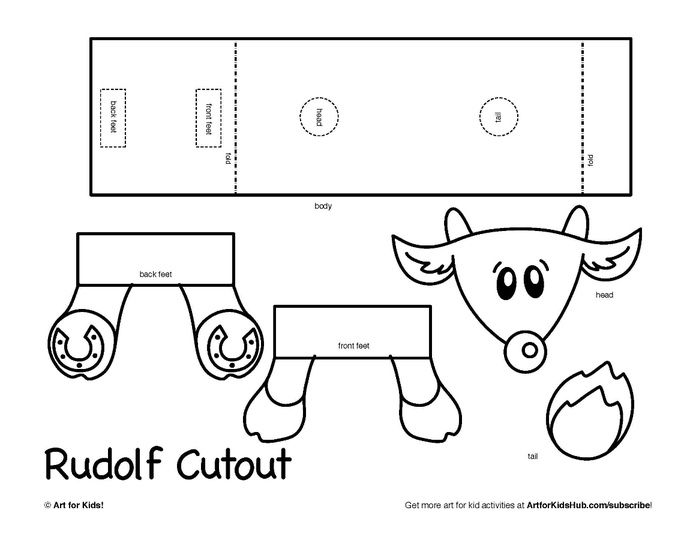 back feet
front feet
fold
head
tail
fold
body
back feet
head
front feet
tail
Rudolf Cutout
© Art for Kids!
Get more art for kid activities at ArtforKidsHub.com/subscribe!